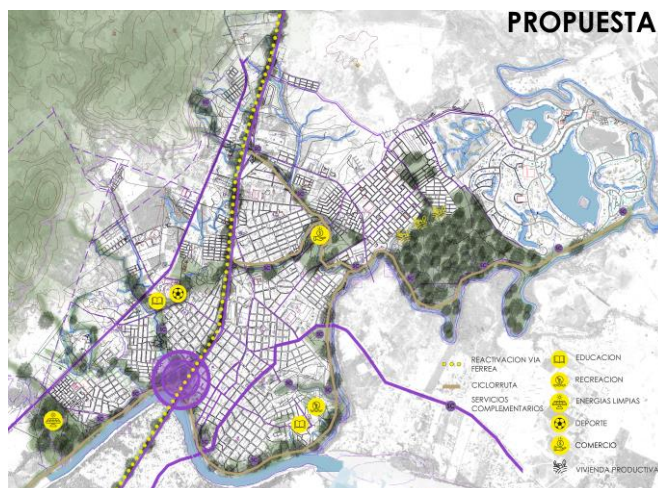 PROPUESTA
REACTIVACION VIA
FERREA
CICLORRUTA
SERVICIOS
COMPLEMENTARIOS
EDUCACION
RECREACION
ENERGIAS LIMPIAS
DEPORTE
COMERCIO
VIVIENDA PRODUCTIVA